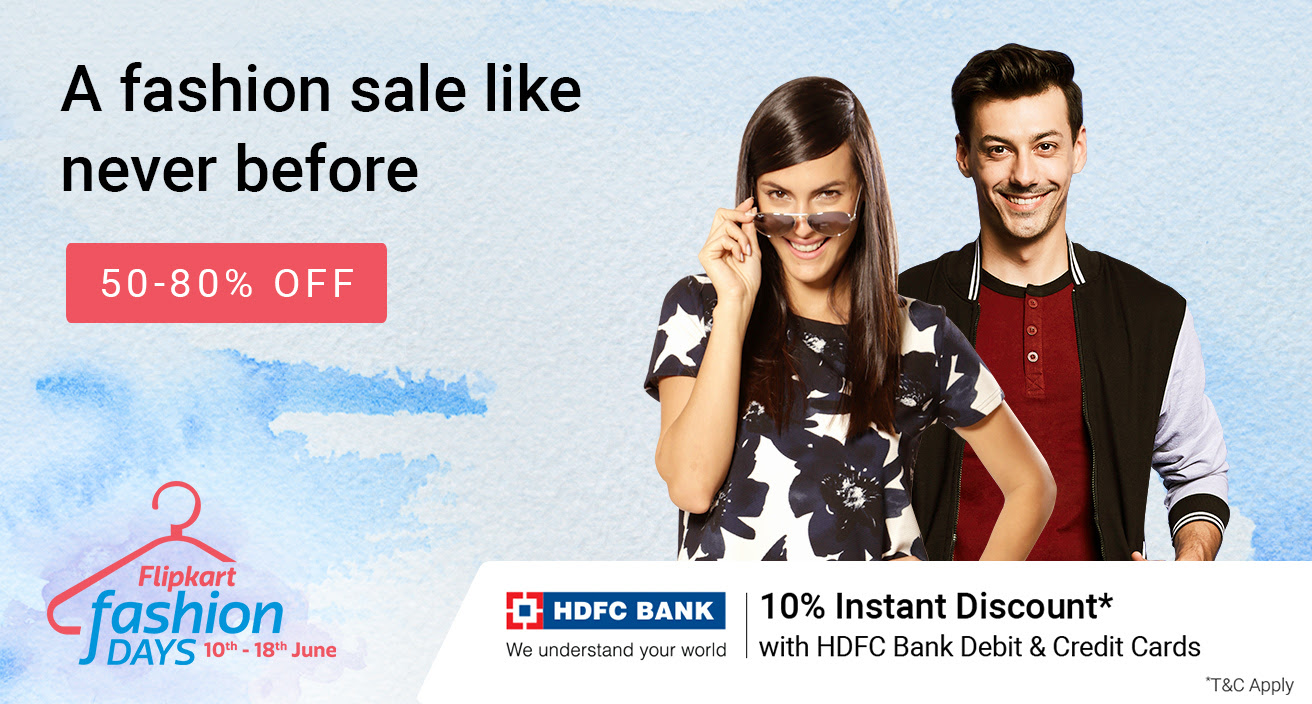 A fashion sale like
never before
50-80% OFF
Flipkart
fashion
DAYS 10th - 18th June
HDFC BANK
We understand your world
10% Instant Discount*
with HDFC Bank Debit & Credit Cards
*T&C Apply